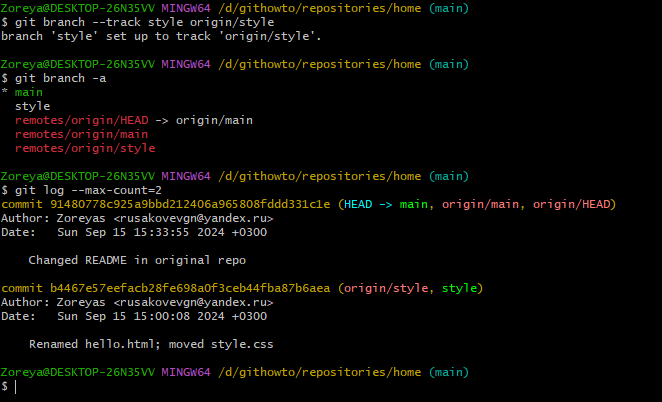 Zoreya@DESKTOP-26N35VV MINGW64 /d/githowto/repositories/home (main)
$ git branch --track style origin/style
branch 'style' set up to track 'origin/style'.
Zoreya@DESKTOP-26N35VV MINGW64 /d/githowto/repositories/home (main)
$ git branch -a
* main
  style
  remotes/origin/HEAD -> origin/main
  remotes/origin/main
  remotes/origin/style
Zoreya@DESKTOP-26N35VV MINGW64 /d/githowto/repositories/home (main)
$ git log --max-count=2
commit 91480778c925a9bbd212406a965808fddd331c1e (HEAD -> main, origin/main, origin/HEAD)
Author: Zoreyas <rusakovevgn@yandex.ru>
Date:   Sun Sep 15 15:33:55 2024 +0300
    Changed README in original repo
commit b4467e57eefacb28fe698a0f3ceb44fba87b6aea (origin/style, style)
Author: Zoreyas <rusakovevgn@yandex.ru>
Date:   Sun Sep 15 15:00:08 2024 +0300
    Renamed hello.html; moved style.css
Zoreya@DESKTOP-26N35VV MINGW64 /d/githowto/repositories/home (main)
$